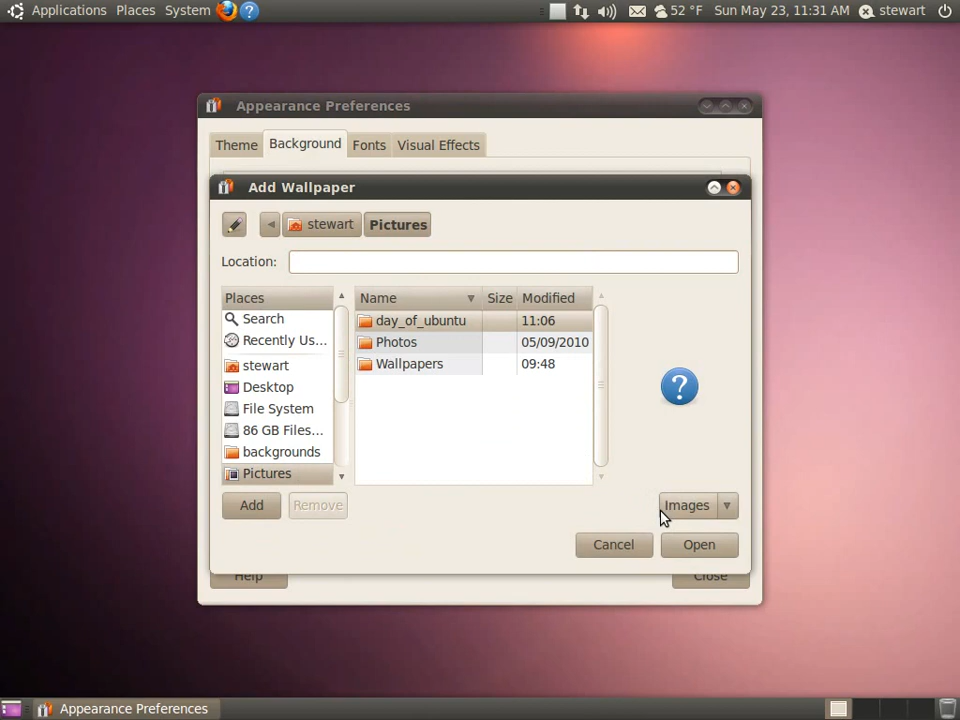 Applications Places System 52 °F Sun May 23, 11:31 AM stewart
Appearance Preferences
Theme Background Fonts Visual Effects
Add Wallpaper
stewart Pictures
Location:
Places Name Size Modified
Search day_of_ubuntu 11:06
Recently Us... Photos 05/09/2010
stewart Wallpapers 09:48
Desktop
File System
86 GB Files...
backgrounds
Pictures
Add Remove Images
Cancel Open
Help Close
Appearance Preferences